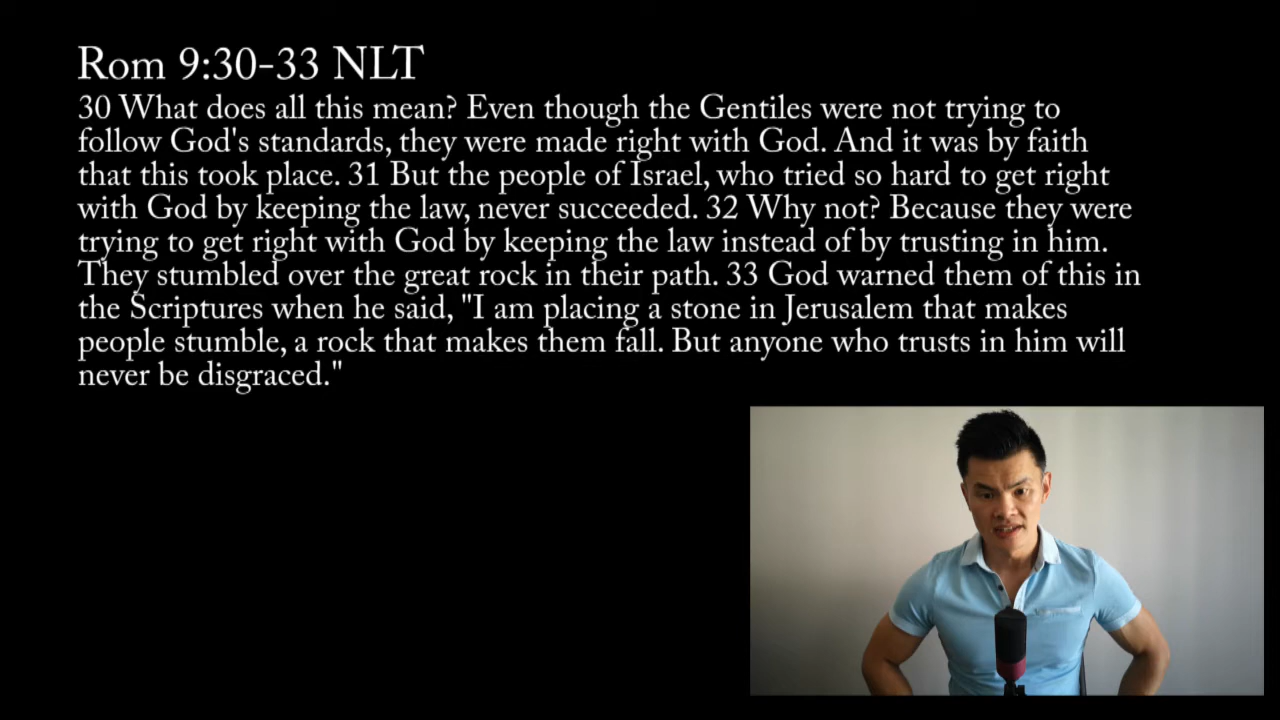 Rom 9:30-33 NLT
30 What does all this mean? Even though the Gentiles were not trying to
follow God's standards, they were made right with God. And it was by faith
that this took place. 31 But the people of Israel, who tried so hard to get right
with God by keeping the law, never succeeded. 32 Why not? Because they were
trying to get right with God by keeping the law instead of by trusting in him.
They stumbled over the great rock in their path. 33 God warned them of this in
the Scriptures when he said, "I am placing a stone in Jerusalem that makes
people stumble, a rock that makes them fall. But anyone who trusts in him will
never be disgraced."